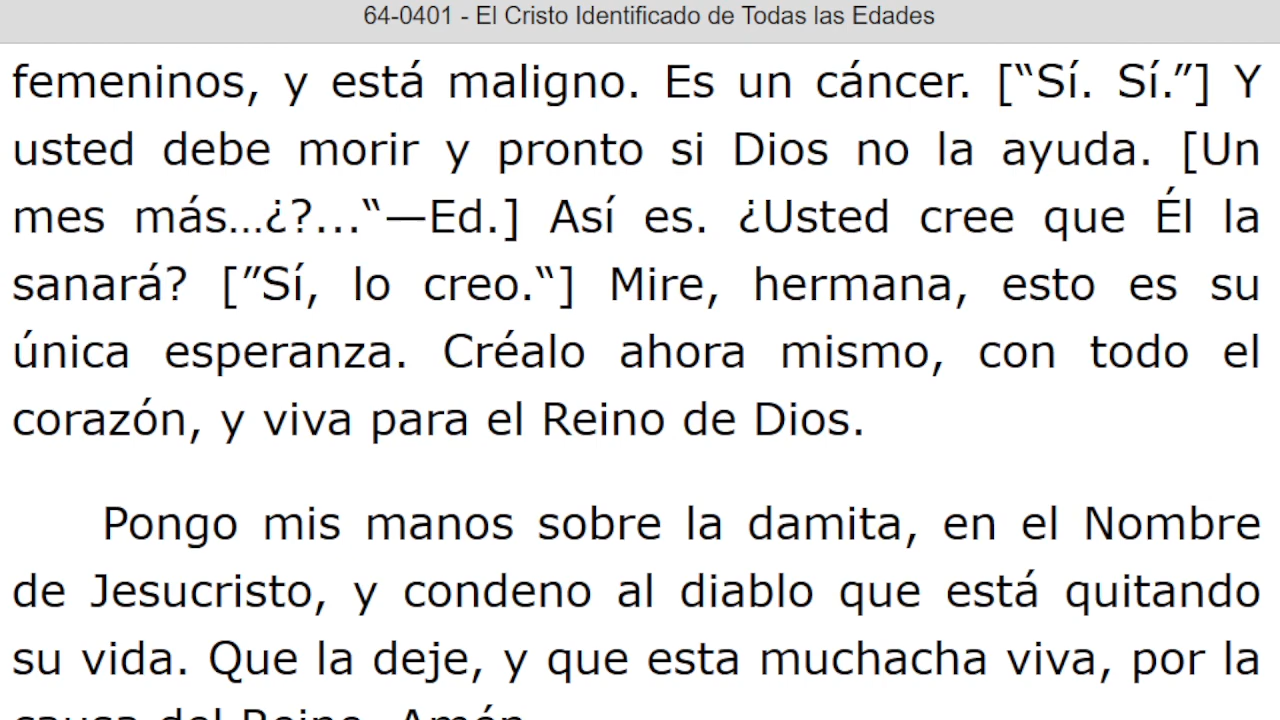 64-0401 - El Cristo Identificado de Todas las Edades
femeninos, y está maligno. Es un cáncer. [“Sí. Sí.”] Y
usted debe morir y pronto si Dios no la ayuda. [Un
mes más...¿?...“—Ed.] Así es. ¿Usted cree que Él la
sanará? [”Sí, lo creo.“] Mire, hermana, esto es su
única esperanza. Créalo ahora mismo, con todo el
corazón, y viva para el Reino de Dios.
Pongo mis manos sobre la damita, en el Nombre
de Jesucristo, y condeno al diablo que está quitando
su vida. Que la deje, y que esta muchacha viva, por la
causa del Reino. Amén.